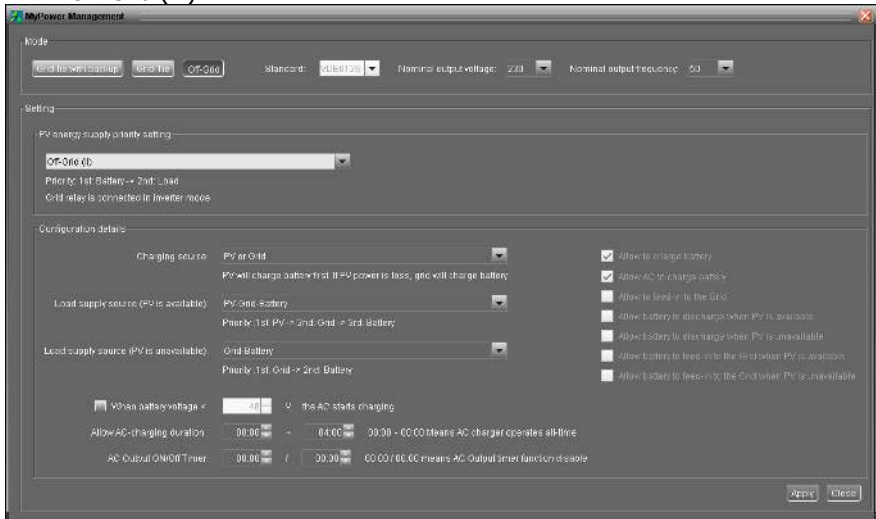 MyPower Management
Mode
Grid tie with backup Grid Tie Off-Grid Standard: Nominal output voltage: 230 Nominal output frequency: 50
Setting
PV energy supply priority setting
Off-Grid (II)
Priority: 1st: Battery -> 2nd: Load
Grid relay is connected in inverter mode
Configuration details
Charging source: PV or Grid
Allow to charge battery
PV will charge battery first. If PV power is loss, grid will charge battery
Allow AC to charge battery
Load supply source (PV is available): PV-Grid-Battery
Allow to feed-in to the Grid
Priority :1st: PV -> 2nd: Grid -> 3rd: Battery
Allow battery to discharge when PV is available
Allow battery to discharge when PV is unavailable
Load supply source (PV is unavailable): Grid-Battery
Allow battery to feed-in to the Grid when PV is available
Priority :1st: Grid -> 2nd: Battery
Allow battery to feed-in to the Grid when PV is unavailable
When battery voltage < 48 V the AC starts charging
Allow AC-charging duration: 00:00 ~ 04:00 00:00 - 00:00 Means AC charger operates all-time
AC Output ON/Off Timer: 00:00 / 00:00 00:00 / 00:00 means AC Output timer function disable
Apply Close